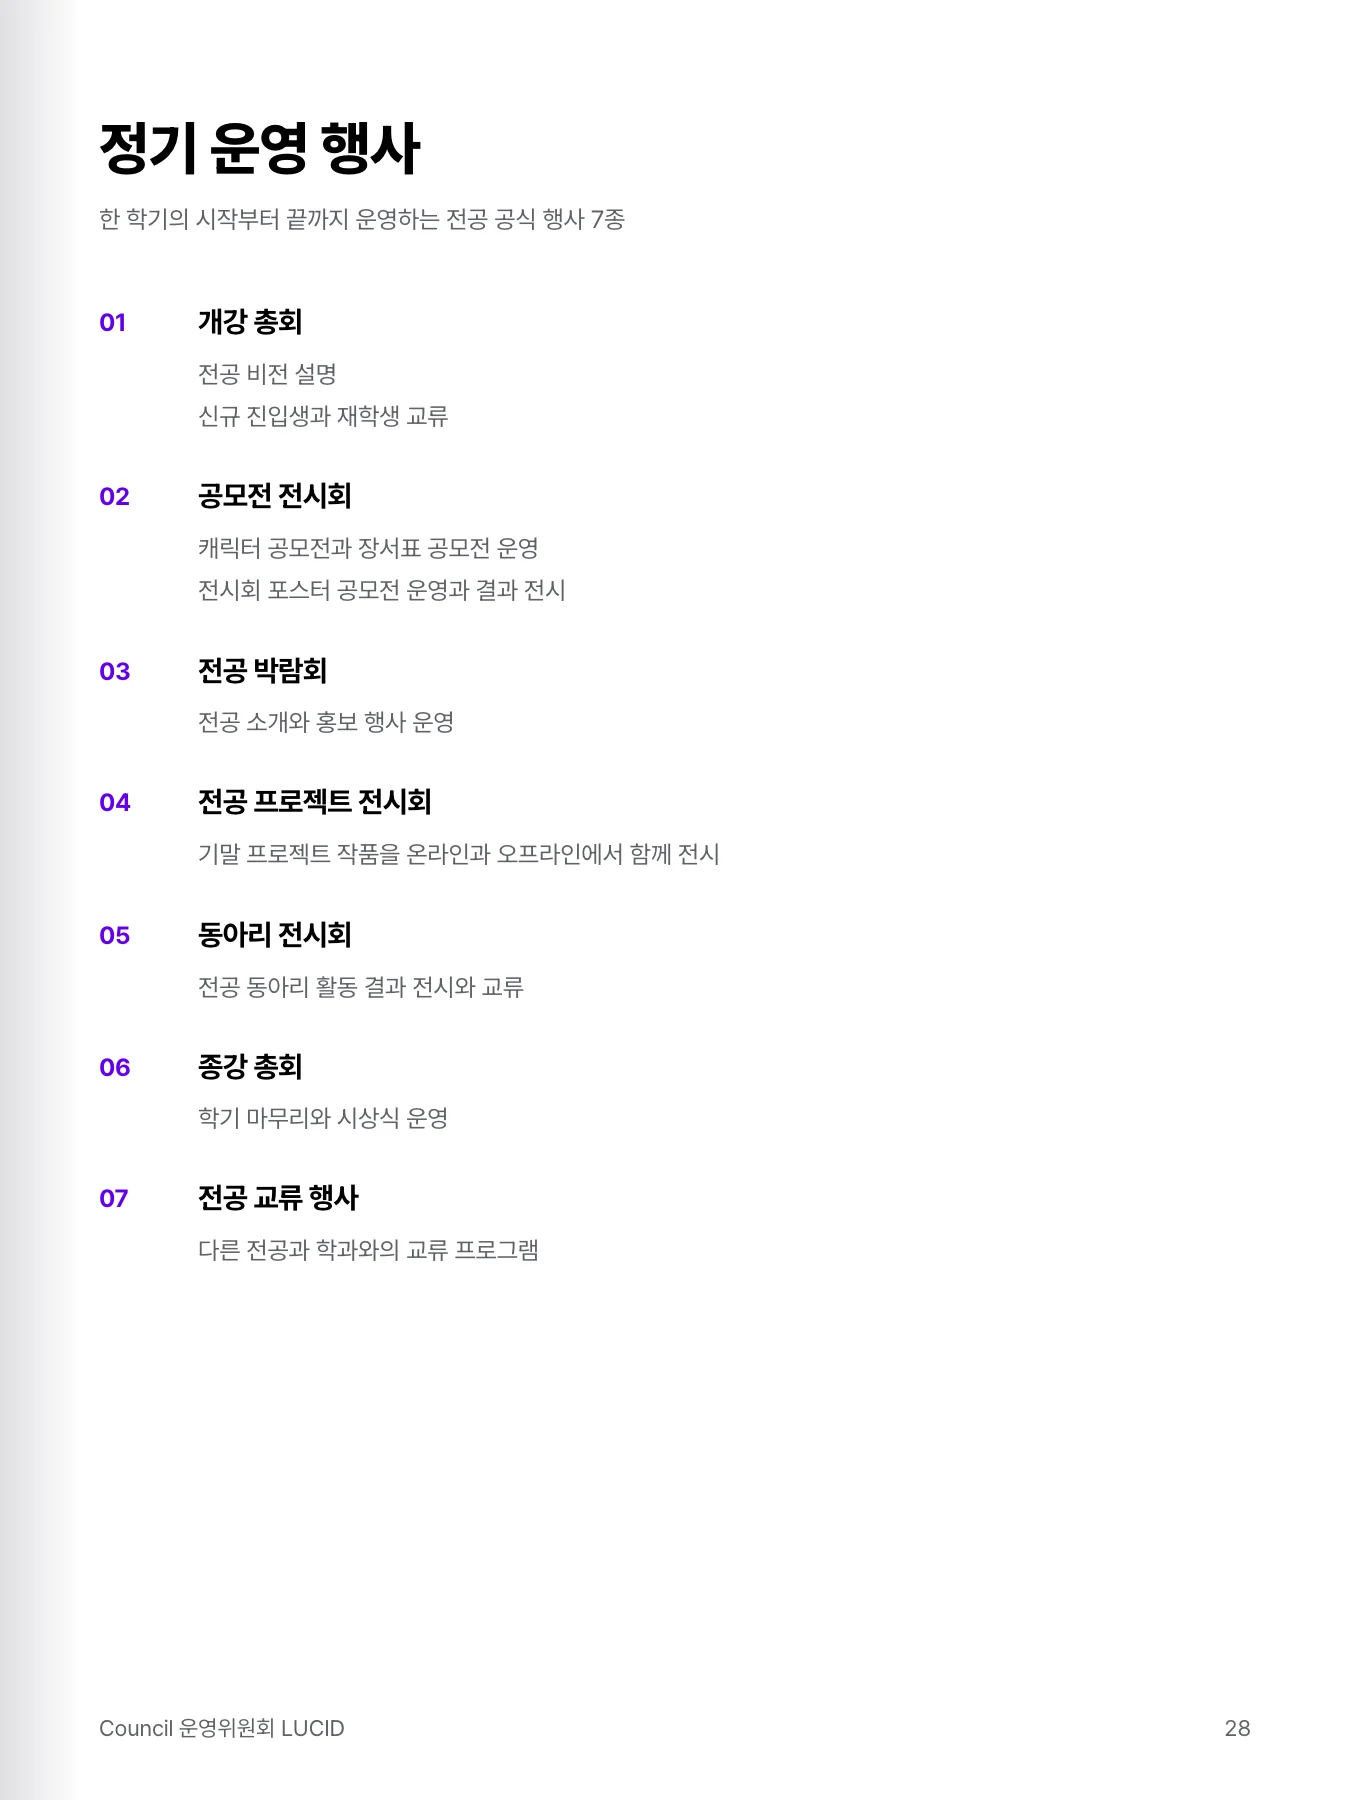 정기 운영 행사
한 학기의 시작부터 끝까지 운영하는 전공 공식 행사 7종
01 개강 총회
전공 비전 설명
신규 진입생과 재학생 교류
02 공모전 전시회
캐릭터 공모전과 장서표 공모전 운영
전시회 포스터 공모전 운영과 결과 전시
03 전공 박람회
전공 소개와 홍보 행사 운영
04 전공 프로젝트 전시회
기말 프로젝트 작품을 온라인과 오프라인에서 함께 전시
05 동아리 전시회
전공 동아리 활동 결과 전시와 교류
06 종강 총회
학기 마무리와 시상식 운영
07 전공 교류 행사
다른 전공과 학과와의 교류 프로그램
Council 운영위원회 LUCID 28